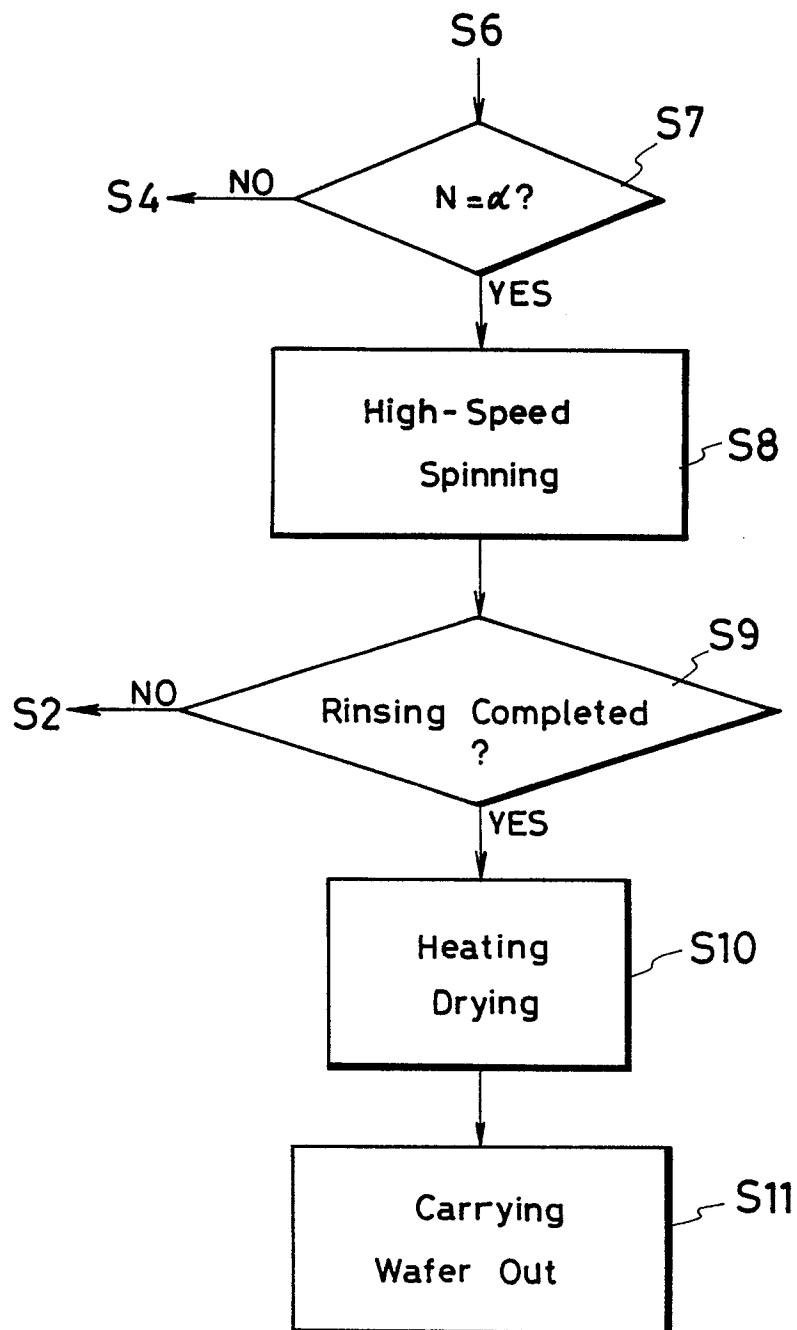 S6
S7
N=α?
NO
S4
YES
High-Speed
Spinning
S8
S9
NO
S2
Rinsing Completed
?
YES
Heating
Drying
S10
Carrying
Wafer Out
S11